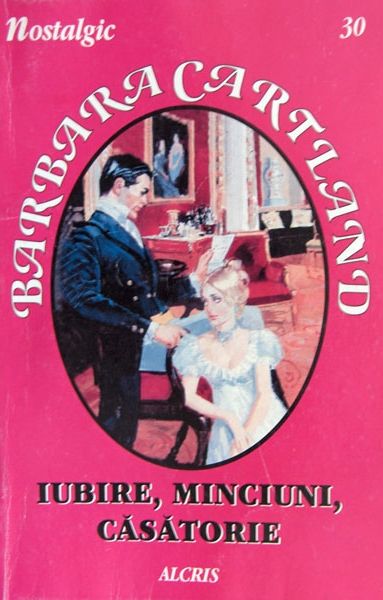 Nostalgic 30
BARBARA CARTLAND
IUBIRE, MINCIUNI,
CĂSĂTORIE
ALCRIS